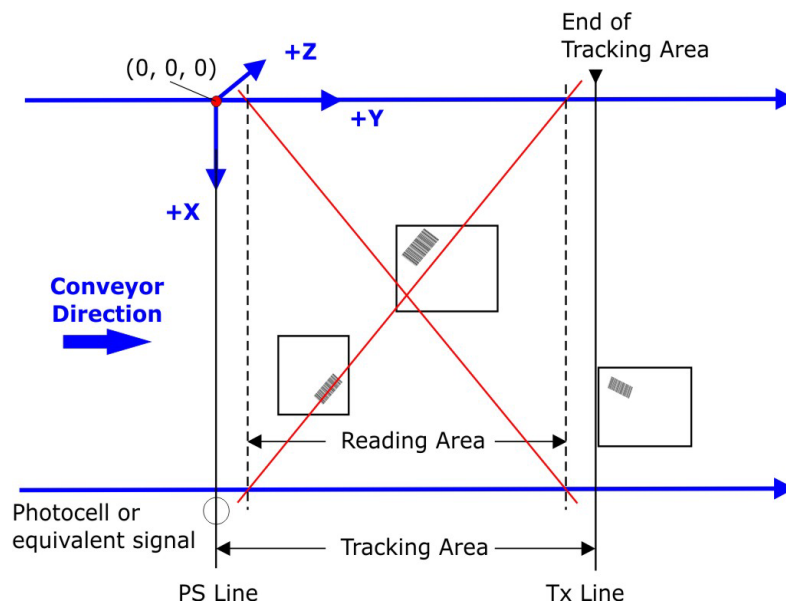 End of
Tracking Area
(0, 0, 0)
+Z
+Y
+X
Conveyor
Direction
Reading Area
Photocell or
equivalent signal
Tracking Area
PS Line
Tx Line